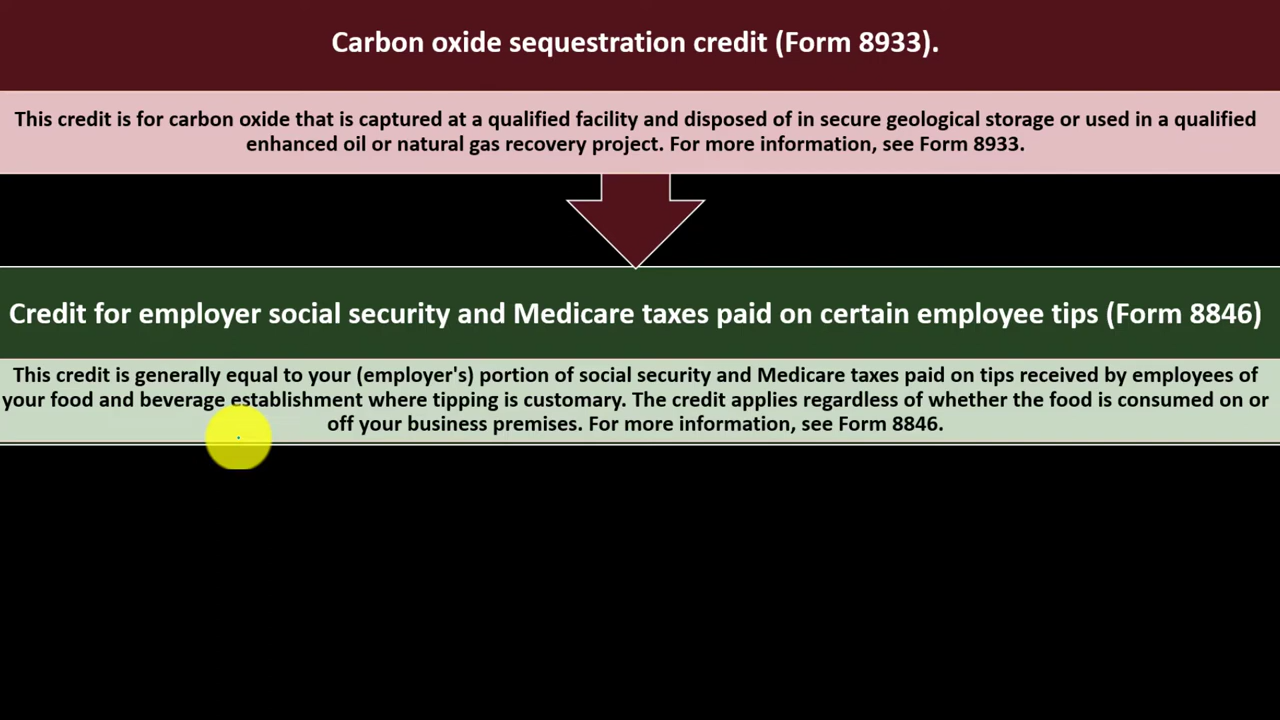 Carbon oxide sequestration credit (Form 8933).
This credit is for carbon oxide that is captured at a qualified facility and disposed of in secure geological storage or used in a qualified
enhanced oil or natural gas recovery project. For more information, see Form 8933.
Credit for employer social security and Medicare taxes paid on certain employee tips (Form 8846)
This credit is generally equal to your (employer's) portion of social security and Medicare taxes paid on tips received by employees of
your food and beverage establishment where tipping is customary. The credit applies regardless of whether the food is consumed on or
off your business premises. For more information, see Form 8846.